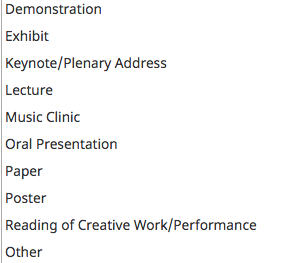 Demonstration
Exhibit
Keynote/Plenary Address
Lecture
Music Clinic
Oral Presentation
Paper
Poster
Reading of Creative Work/Performance
Other